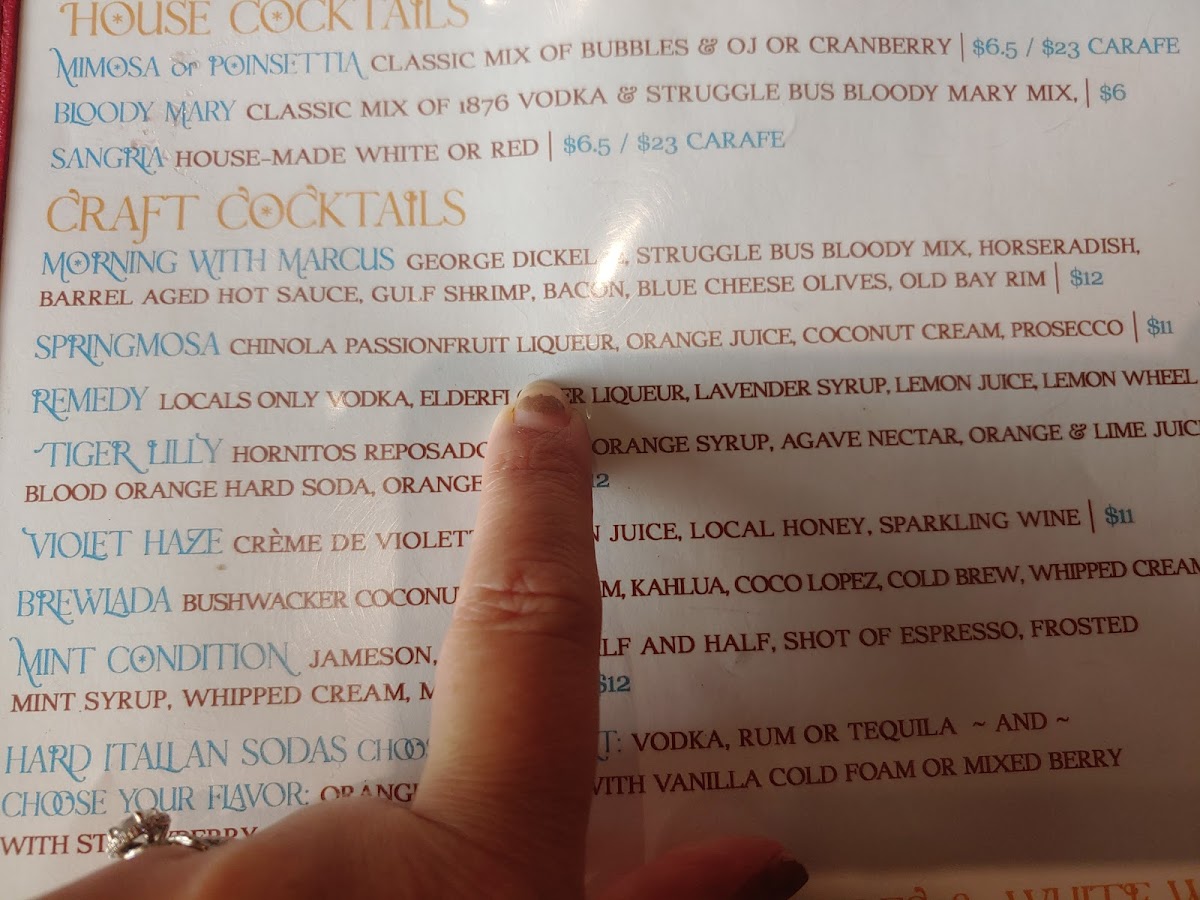 HOUSE COCKTAILS
MIMOSA or POINSETTIA CLASSIC MIX OF BUBBLES & OJ OR CRANBERRY | $6.5 / $23 CARAFE
BLOODY MARY CLASSIC MIX OF 1876 VODKA & STRUGGLE BUS BLOODY MARY MIX, | $6
SANGRIA HOUSE-MADE WHITE OR RED | $6.5 / $23 CARAFE
CRAFT COCKTAILS
MORNING WITH MARCUS GEORGE DICKEL STRUGGLE BUS BLOODY MIX, HORSERADISH,
BARREL AGED HOT SAUCE, GULF SHRIMP, BACON, BLUE CHEESE OLIVES, OLD BAY RIM | $12
SPRINGMOSA CHINOLA PASSIONFRUIT LIQUEUR, ORANGE JUICE, COCONUT CREAM, PROSECCO | $11
REMEDY LOCALS ONLY VODKA, LIQUEUR, LAVENDER SYRUP, LEMON JUICE, LEMON WHEEL
TIGER LILLY HORNITOS REPOSADO ORANGE SYRUP, AGAVE NECTAR, ORANGE & LIME JUIC
BLOOD ORANGE HARD SODA, ORANGE 12
VIOLET HAZE CRÈME DE VIOLETT JUICE, LOCAL HONEY, SPARKLING WINE | $11
BREWLADA BUSHWACKER COCONU M, KAHLUA, COCO LOPEZ, COLD BREW, WHIPPED CREAM
MINT CONDITION JAMESON, LF AND HALF, SHOT OF ESPRESSO, FROSTED
MINT SYRUP, WHIPPED CREAM, M $12
HARD ITALIAN SODAS CHOOS T: VODKA, RUM OR TEQUILA ~ AND ~
CHOOSE YOUR FLAVOR: ORANG WITH VANILLA COLD FOAM OR MIXED BERRY
WITH ST